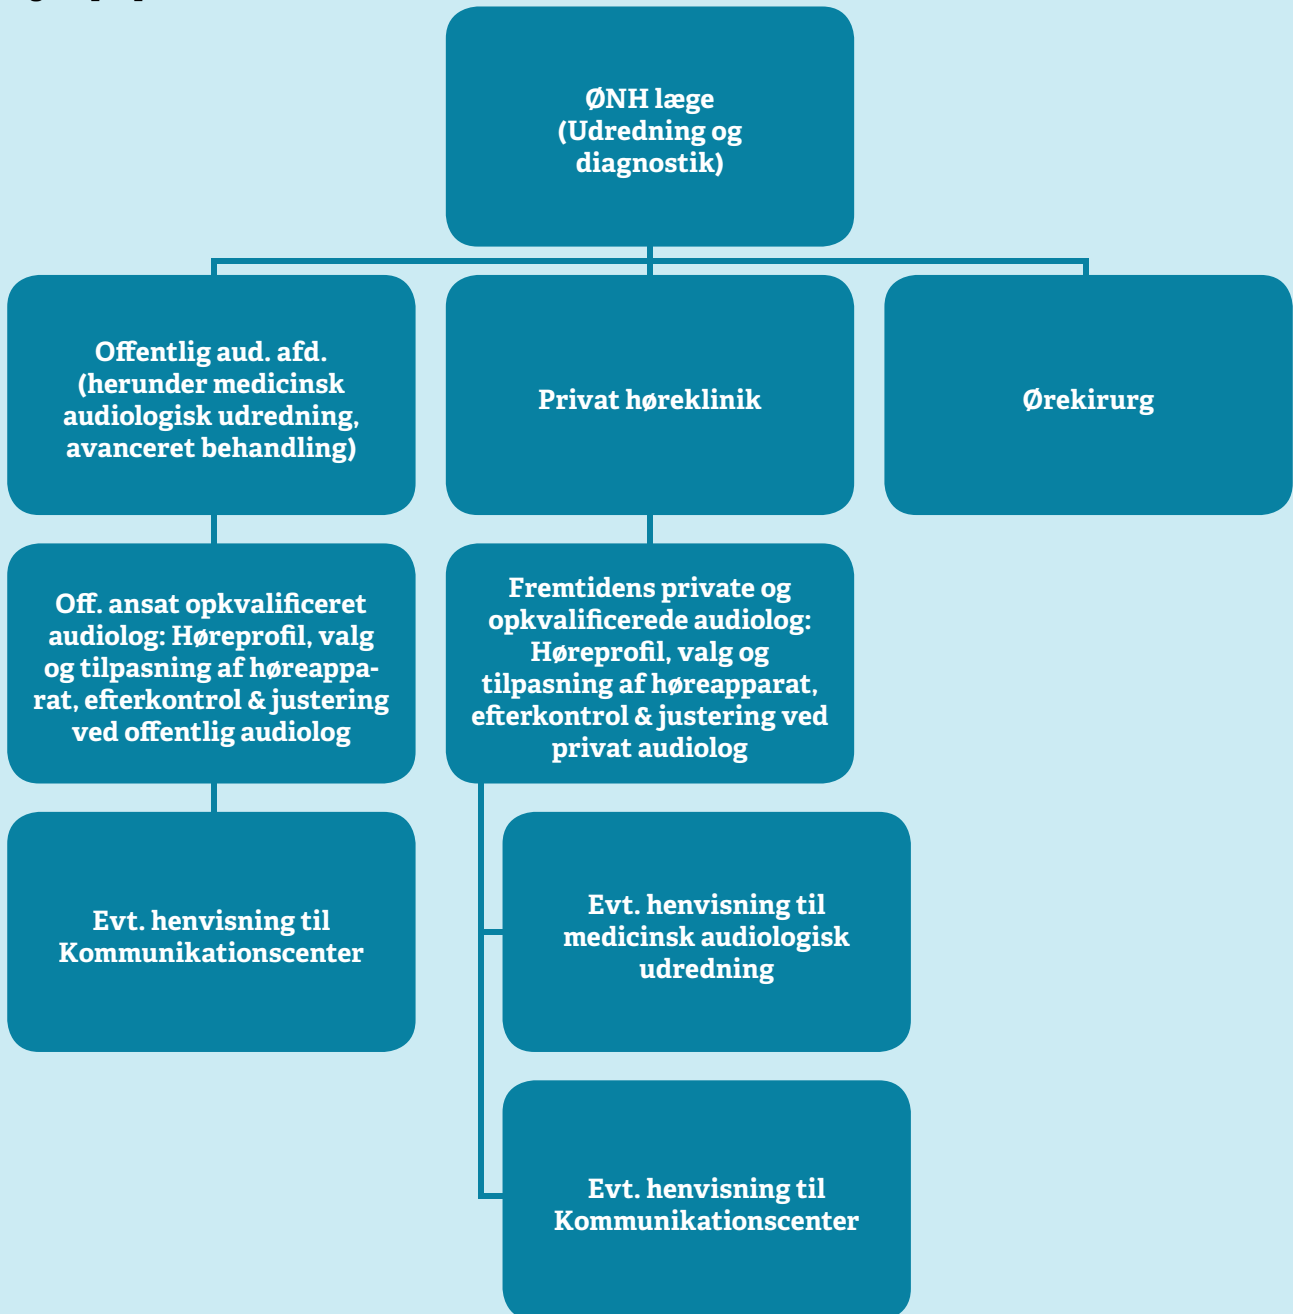 ØNH læge
(Udredning og
diagnostik)
Offentlig aud. afd.
(herunder medicinsk
audiologisk udredning,
avanceret behandling)
Privat høreklinik
Ørekirurg
Off. ansat opkvalificeret
audiolog: Høreprofil, valg
og tilpasning af høreappa-
rat, efterkontrol & justering
ved offentlig audiolog
Fremtidens private og
opkvalificerede audiolog:
Høreprofil, valg og
tilpasning af høreapparat,
efterkontrol & justering ved
privat audiolog
Evt. henvisning til
Kommunikationscenter
Evt. henvisning til
medicinsk audiologisk
udredning
Evt. henvisning til
Kommunikationscenter